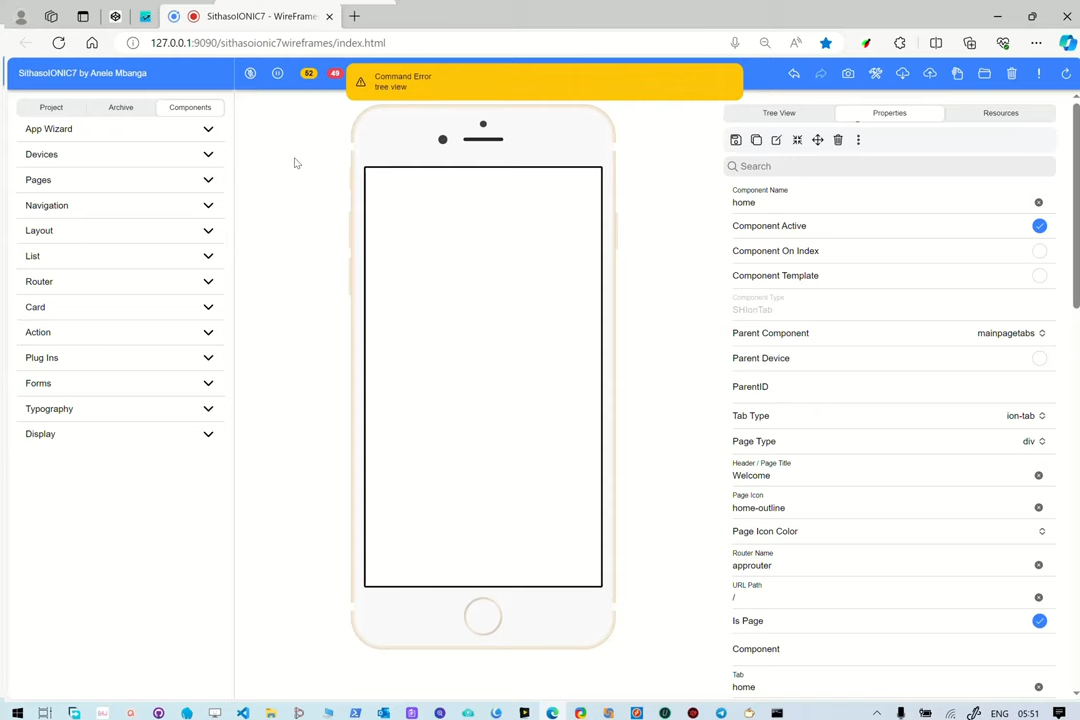 SithasoIONIC7 - WireFrame
127.0.0.1:9090/sithasoionic7wireframes/index.html
SithasoIONIC7 by Anele Mbanga
52
49
Command Error
tree view
Project
Archive
Components
App Wizard
Devices
Pages
Navigation
Layout
List
Router
Card
Action
Plug Ins
Forms
Typography
Display
Tree View
Properties
Resources
Search
Component Name
home
Component Active
Component On Index
Component Template
Component Type
SHIonTab
Parent Component
mainpagetabs
Parent Device
ParentID
Tab Type
ion-tab
Page Type
div
Header / Page Title
Welcome
Page Icon
home-outline
Page Icon Color
Router Name
approuter
URL Path
/
Is Page
Component
Tab
home
ENG
05:51